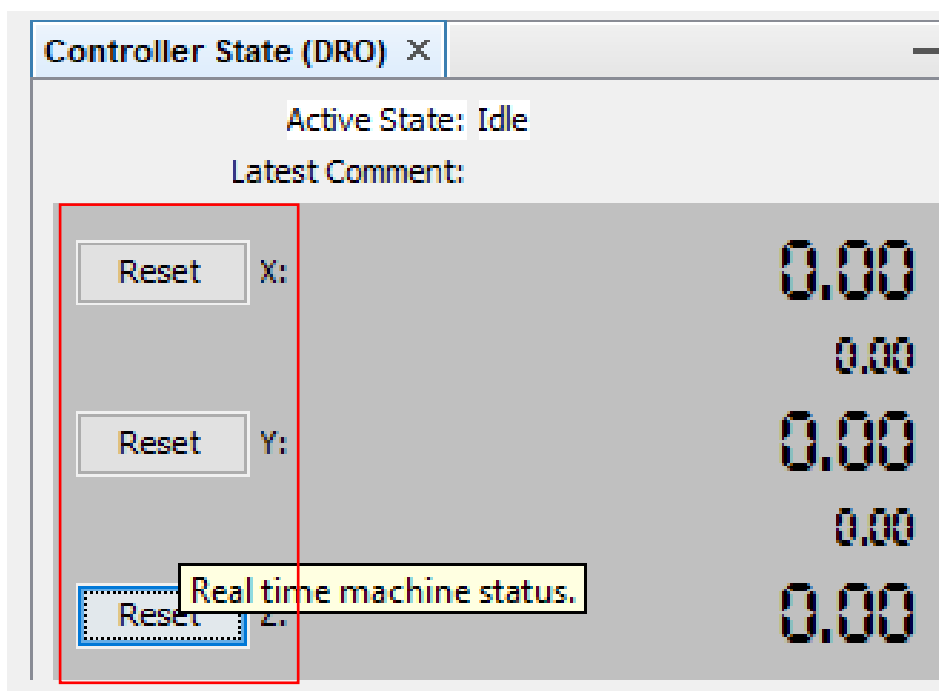 Controller State (DRO) ×
Active State: Idle
Latest Comment:
Reset X: 0.00
0.00
Reset Y: 0.00
0.00
Real time machine status.
Reset Z: 0.00